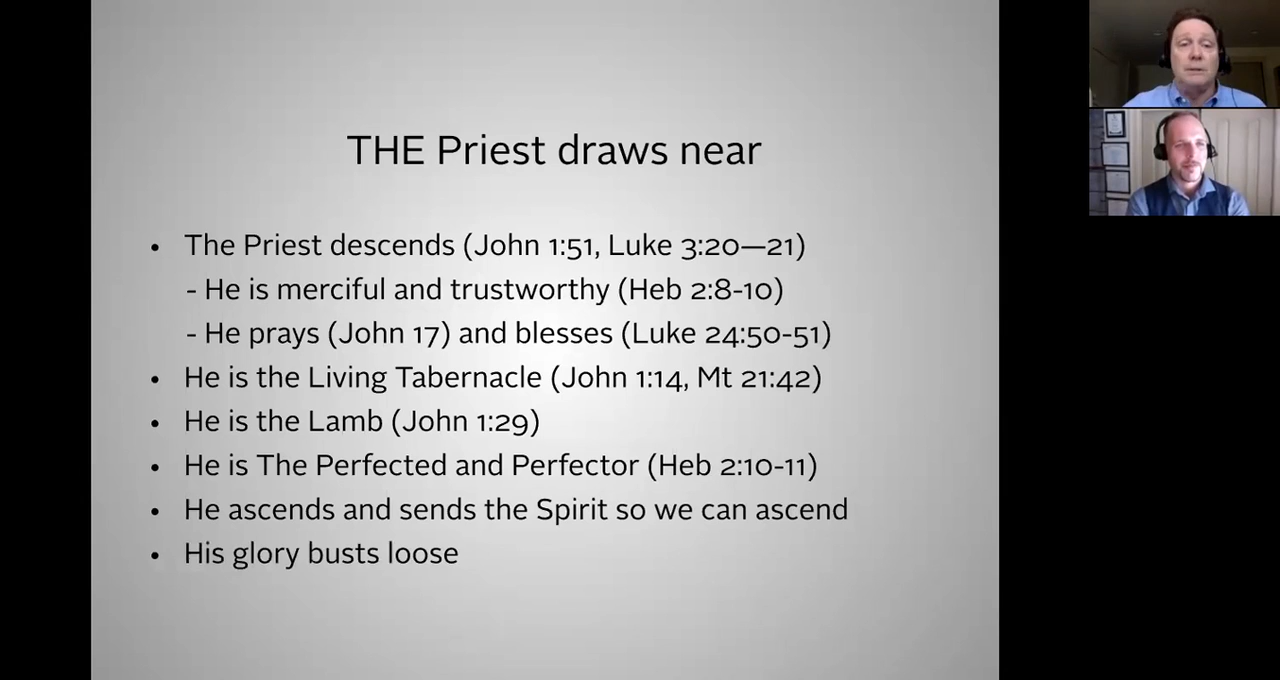 THE Priest draws near
• The Priest descends (John 1:51, Luke 3:20—21)
- He is merciful and trustworthy (Heb 2:8-10)
- He prays (John 17) and blesses (Luke 24:50-51)
• He is the Living Tabernacle (John 1:14, Mt 21:42)
• He is the Lamb (John 1:29)
• He is The Perfected and Perfector (Heb 2:10-11)
• He ascends and sends the Spirit so we can ascend
• His glory busts loose